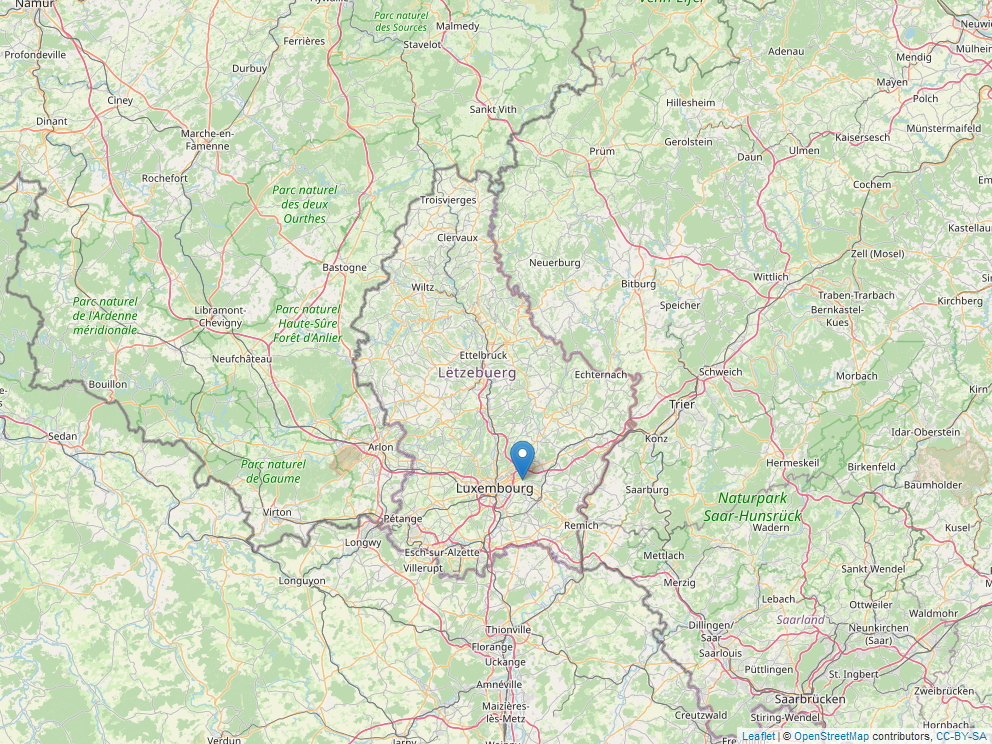 Namur
Parc naturel
des Sources
Malmedy
Stavelot
Ferrières
Profondeville
Durbuy
Adenau
Mendig
Mayen
Polch
Ciney
Hillesheim
Sankt Vith
Dinant
Marche-en-
Famenne
Münstermaifeld
Kaisersesch
Gerolstein
Prüm
Ulmen
Daun
Rochefort
Cochem
Parc naturel
des deux
Ourthes
Troisvierges
Clervaux
Zell (Mosel)
Neuerburg
Bastogne
Wittlich
Bitburg
Wiltz
Traben-Trarbach
Bernkastel-
Kues
Kirchberg
Speicher
Parc naturel
de l'Ardenne
méridionale
Libramont-
Chevigny
Parc naturel
Haute-Sûre
Forêt d'Anlier
Neufchâteau
Ettelbruck
Lëtzebuerg
Echternach
Schweich
Morbach
Bouillon
Trier
Sedan
Konz
Idar-Oberstein
Arlon
Parc naturel
de Gaume
Hermeskeil
Birkenfeld
Baumholder
Luxembourg
Saarburg
Naturpark
Saar-Hunsrück
Virton
Pétange
Remich
Wadern
Kusel
Longwy
Esch-sur-Alzette
Villerupt
Mettlach
Sankt Wendel
Longuyon
Merzig
Lebach
Ottweiler
Waldmohr
Saarland
Thionville
Dillingen/
Saar
Neunkirchen
(Saar)
Florange
Saarlouis
Uckange
Püttlingen
St. Ingbert
Amnéville
Zweibrücken
Saarbrücken
Maizières-
les-Metz
Creutzwald
Stiring-Wendel
Hornbach
Verdun
Jarny
Leaflet | © OpenStreetMap contributors, CC-BY-SA